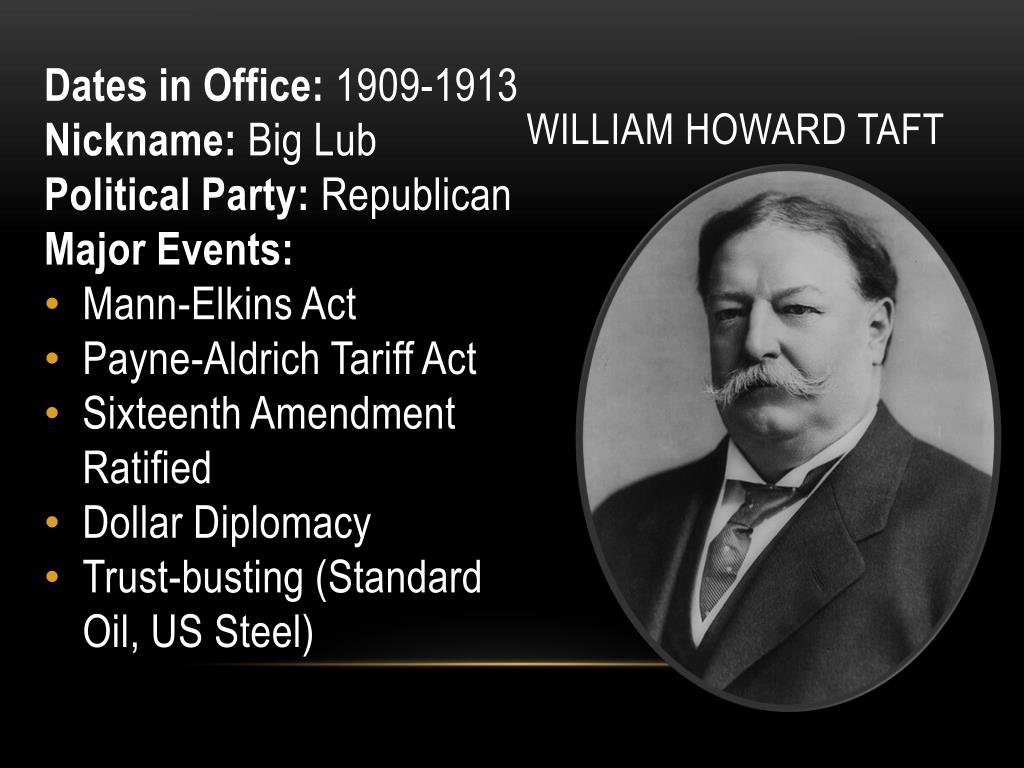 Dates in Office: 1909-1913
Nickname: Big Lub
Political Party: Republican
Major Events:
• Mann-Elkins Act
• Payne-Aldrich Tariff Act
• Sixteenth Amendment
Ratified
• Dollar Diplomacy
• Trust-busting (Standard
Oil, US Steel)
WILLIAM HOWARD TAFT